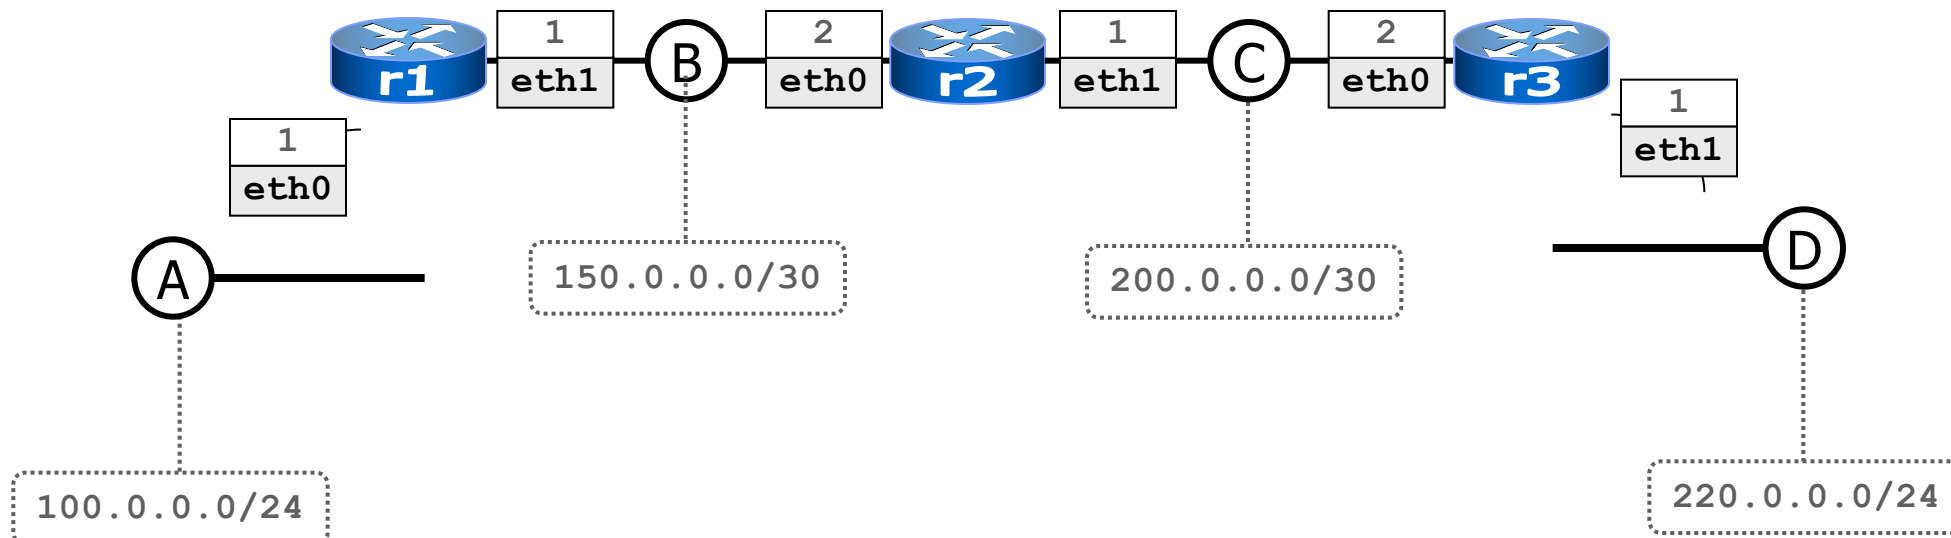 1
eth0
r1
1
eth1
B
2
eth0
r2
1
eth1
C
2
eth0
r3
1
eth1
A
D
150.0.0.0/30
200.0.0.0/30
100.0.0.0/24
220.0.0.0/24